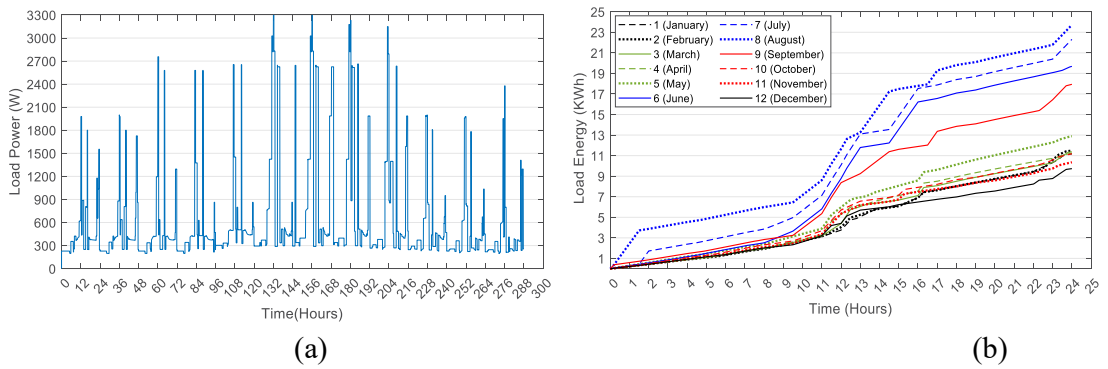 3300
3000
2700
2400
2100
1800
1500
1200
900
600
300
0
Load Power (W)
0 12 24 36 48 60 72 84 96 108 120 132 144 156 168 180 192 204 216 228 240 252 264 276 288 300
Time(Hours)
(a)
25
23
21
19
17
15
13
11
9
7
5
3
1
Load Energy (KWh)
1 (January) 7 (July)
2 (February) 8 (August)
3 (March) 9 (September)
4 (April) 10 (October)
5 (May) 11 (November)
6 (June) 12 (December)
0 1 2 3 4 5 6 7 8 9 10 11 12 13 14 15 16 17 18 19 20 21 22 23 24 25
Time (Hours)
(b)